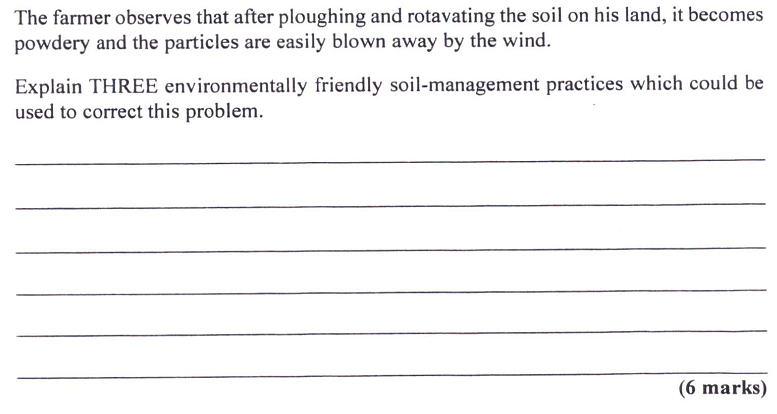 The farmer observes that after ploughing and rotavating the soil on his land, it becomes
powdery and the particles are easily blown away by the wind.
Explain THREE environmentally friendly soil-management practices which could be
used to correct this problem.
(6 marks)